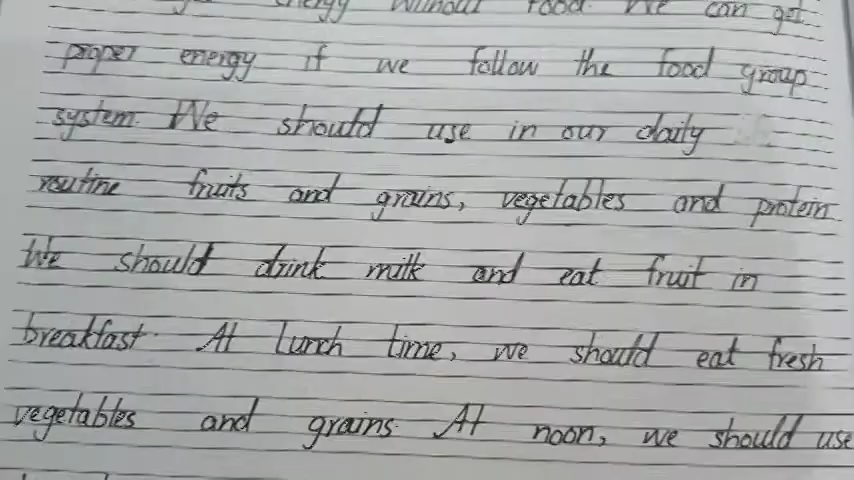 energy without food. We can get
proper energy if we follow the food group
system. We should use in our daily
routine fruits and grains, vegetables and protein.
We should drink milk and eat fruit in
breakfast. At lunch time, we should eat fresh
vegetables and grains. At noon, we should use